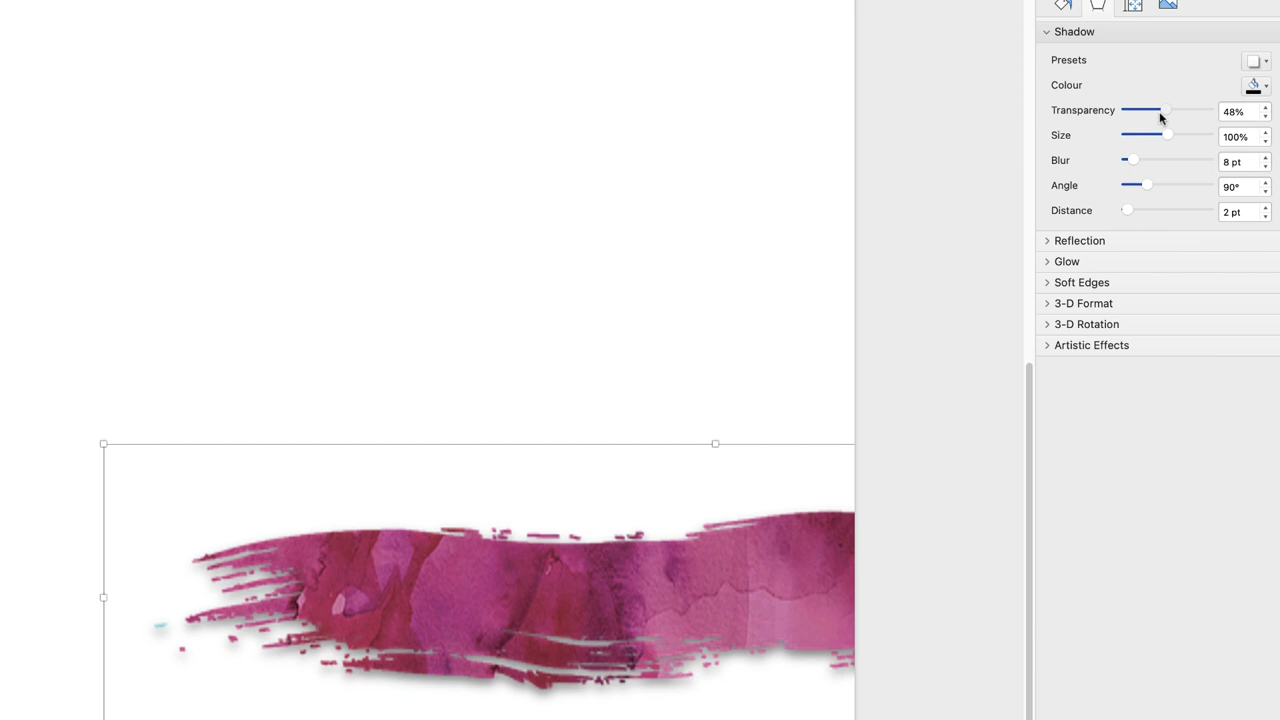 Shadow
Presets
Colour
Transparency 48%
Size 100%
Blur 8 pt
Angle 90°
Distance 2 pt
Reflection
Glow
Soft Edges
3-D Format
3-D Rotation
Artistic Effects